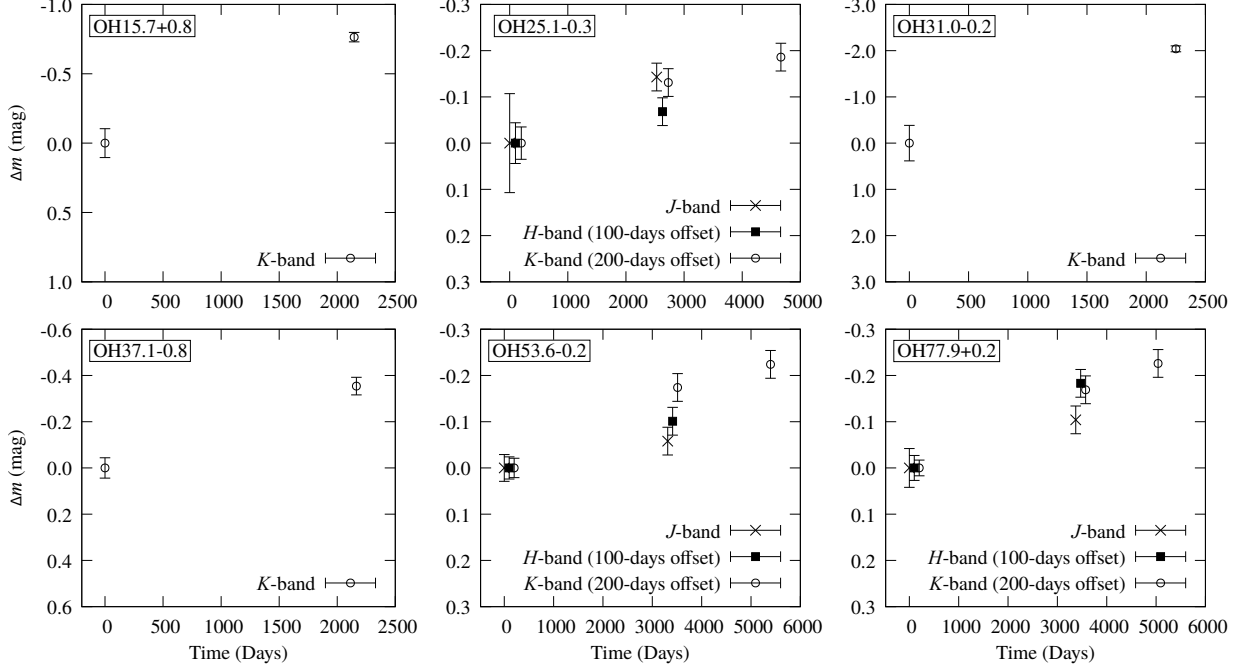 -1.0
-0.5
0.0
0.5
1.0
Δm (mag)
OH15.7+0.8
K-band
0 500 1000 1500 2000 2500
-0.3
-0.2
-0.1
0.0
0.1
0.2
0.3
OH25.1-0.3
J-band
H-band (100-days offset)
K-band (200-days offset)
0 1000 2000 3000 4000 5000
-3.0
-2.0
-1.0
0.0
1.0
2.0
3.0
OH31.0-0.2
K-band
0 500 1000 1500 2000 2500
-0.6
-0.4
-0.2
0.0
0.2
0.4
0.6
Δm (mag)
OH37.1-0.8
K-band
0 500 1000 1500 2000 2500
Time (Days)
-0.3
-0.2
-0.1
0.0
0.1
0.2
0.3
OH53.6-0.2
J-band
H-band (100-days offset)
K-band (200-days offset)
0 1000 2000 3000 4000 5000 6000
Time (Days)
-0.3
-0.2
-0.1
0.0
0.1
0.2
0.3
OH77.9+0.2
J-band
H-band (100-days offset)
K-band (200-days offset)
0 1000 2000 3000 4000 5000 6000
Time (Days)